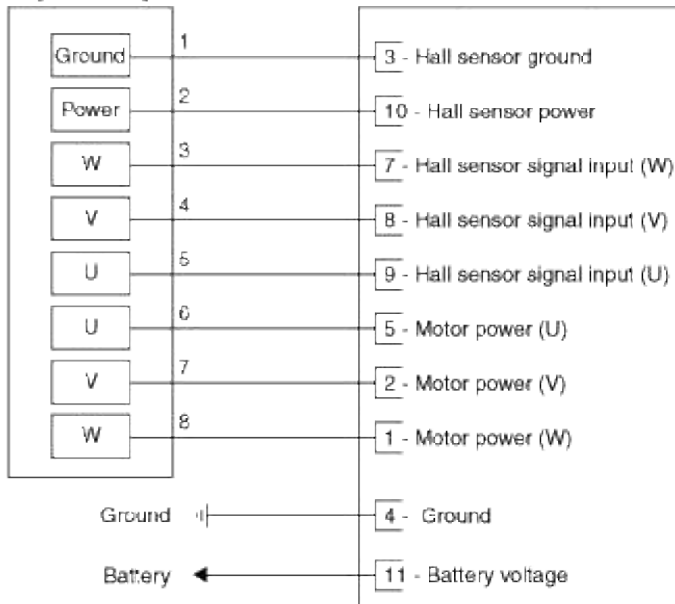 Ground 1 3 - Hall sensor ground
Power 2 10 - Hall sensor power
W 3 7 - Hall sensor signal input (W)
V 4 8 - Hall sensor signal input (V)
U 5 9 - Hall sensor signal input (U)
U 6 5 - Motor power (U)
V 7 2 - Motor power (V)
W 8 1 - Motor power (W)
Ground 4 - Ground
Battery 11 - Battery voltage